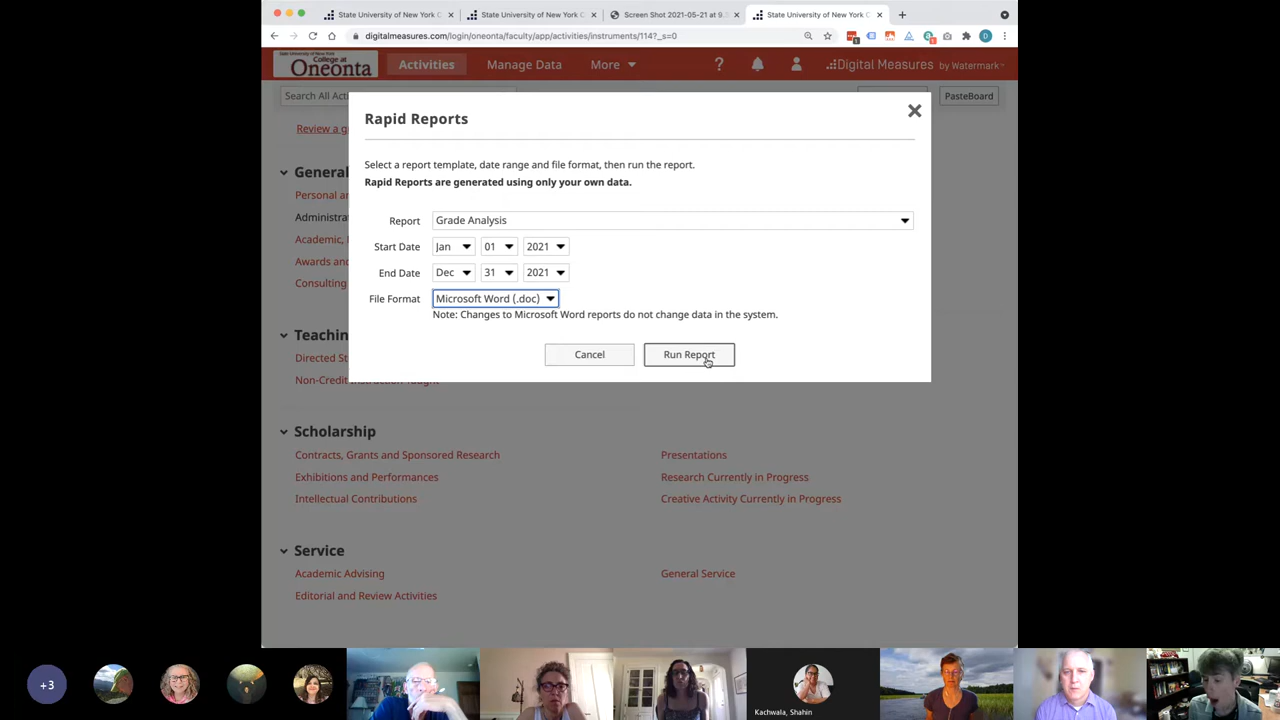 State University of New York C
State University of New York C
Screen Shot 2021-05-21 at 9.
State University of New York C
digitalmeasures.com/login/oneonta/faculty/app/activities/instruments/114?_s=0
State University of New York
College at
Oneonta
Activities
Manage Data
More
?
Digital Measures by Watermark
Search All Acti
PasteBoard
Rapid Reports
Review a g
Select a report template, date range and file format, then run the report.
Rapid Reports are generated using only your own data.
General
Personal an
Administra
Academic,
Awards and
Consulting
Report Grade Analysis
Start Date Jan 01 2021
End Date Dec 31 2021
File Format Microsoft Word (.doc)
Note: Changes to Microsoft Word reports do not change data in the system.
Cancel
Run Report
Teachin
Directed St
Non-Credit Instruction Taught
Scholarship
Contracts, Grants and Sponsored Research
Presentations
Exhibitions and Performances
Research Currently in Progress
Intellectual Contributions
Creative Activity Currently in Progress
Service
Academic Advising
General Service
Editorial and Review Activities
+3
Kachwala, Shahin